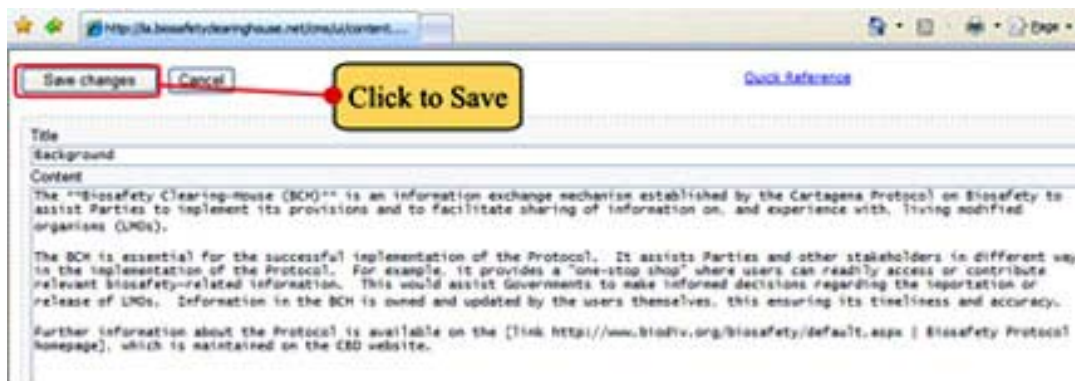 http://la.biosafetyclearinghouse.net/cms/ui/content....
Page
Save changes Cancel Click to Save Quick Reference
Title
Background
Content
The **Biosafety Clearing-House (BCH)** is an information exchange mechanism established by the Cartagena Protocol on Biosafety to
assist Parties to implement its provisions and to facilitate sharing of information on, and experience with, living modified
organisms (LMOs).
The BCH is essential for the successful implementation of the Protocol. It assists Parties and other stakeholders in different way
in the implementation of the Protocol. For example, it provides a "one-stop shop" where users can readily access or contribute
relevant biosafety-related information. This would assist Governments to make informed decisions regarding the importation or
release of LMOs. Information in the BCH is owned and updated by the users themselves, this ensuring its timeliness and accuracy.
Further information about the Protocol is available on the [link http://www.biodiv.org/biosafety/default.aspx | Biosafety Protocol
homepage], which is maintained on the CBD website.